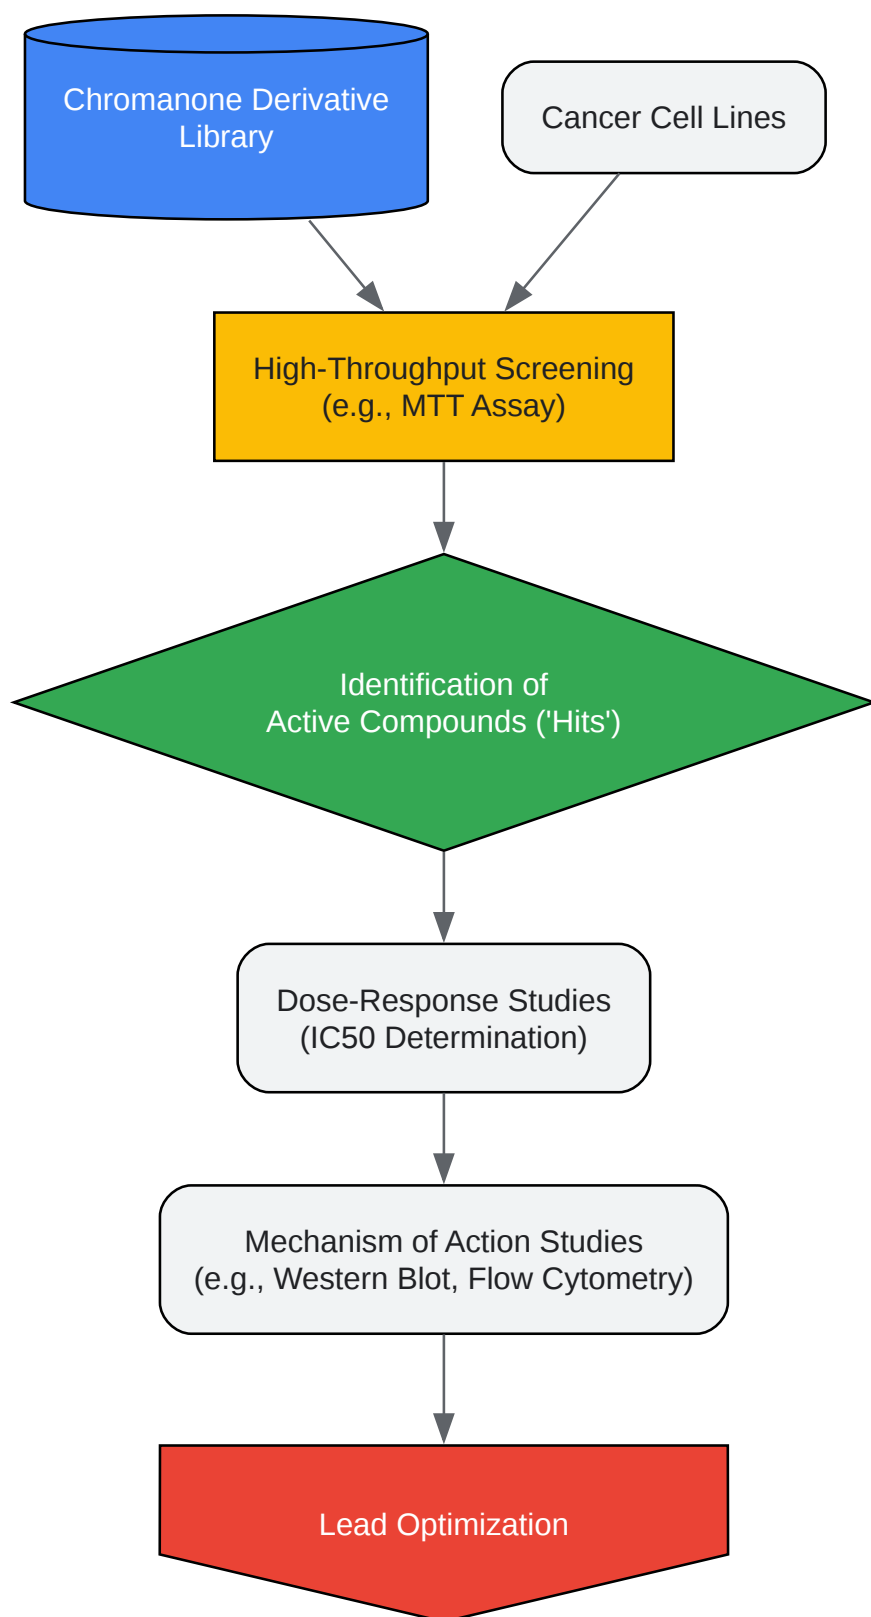 Chromanone Derivative
Library
Cancer Cell Lines
High-Throughput Screening
(e.g., MTT Assay)
Identification of
Active Compounds ('Hits')
Dose-Response Studies
(IC50 Determination)
Mechanism of Action Studies
(e.g., Western Blot, Flow Cytometry)
Lead Optimization